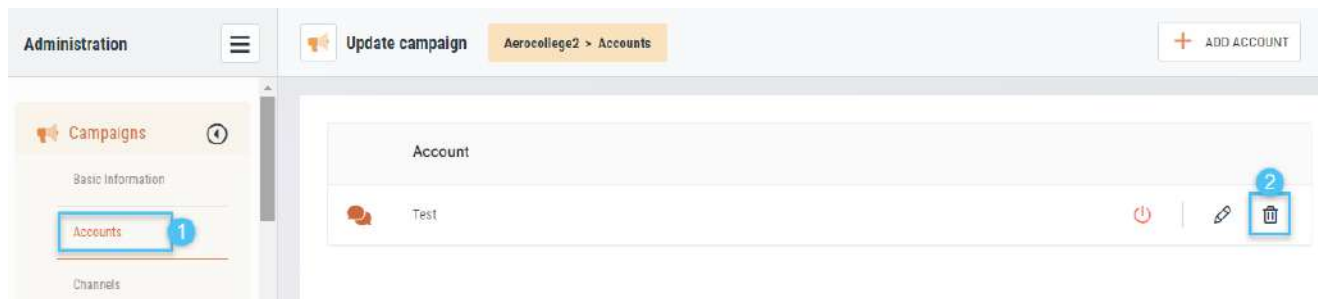 Administration
Update campaign
Aerocollege2 > Accounts
ADD ACCOUNT
Campaigns
Basic Information
Accounts
1
Channels
Account
2
Test